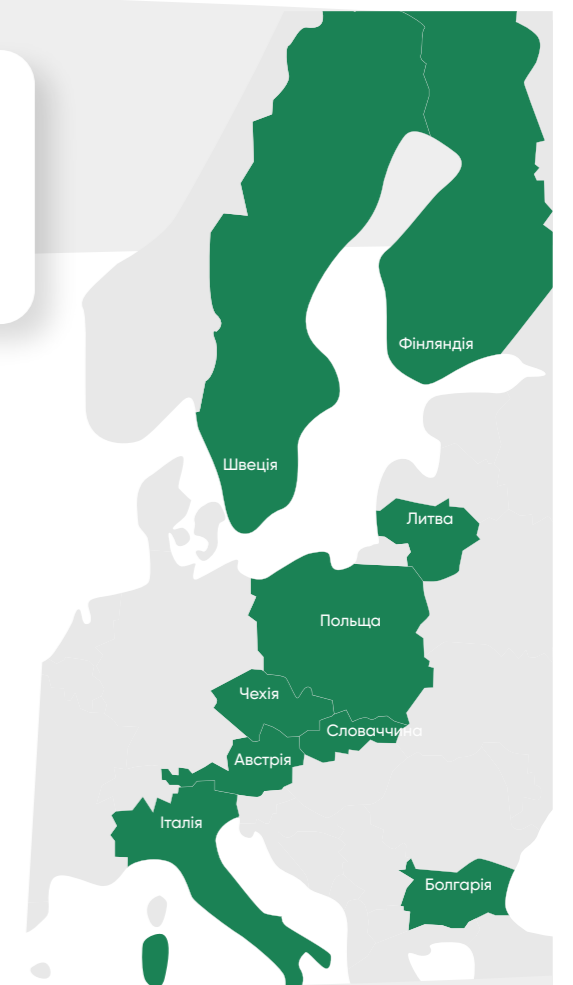 Фінляндія
Швеція
Литва
Польща
Чехія
Словаччина
Австрія
Італія
Болгарія